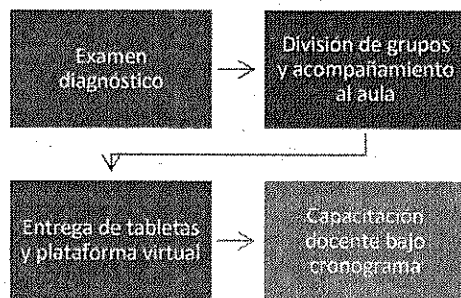 Examen
diagnóstico
División de grupos
y acompañamiento
al aula
Entrega de tabletas
y plataforma virtual
Capacitación
docente bajo
cronograma